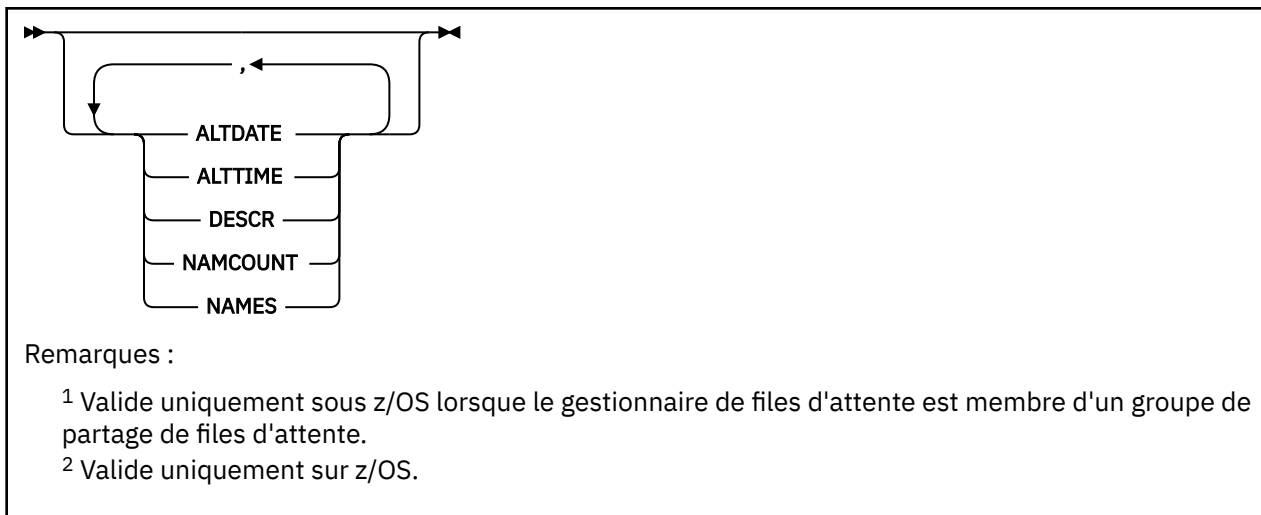 ,
ALTDATE
ALTTIME
DESCR
NAMCOUNT
NAMES
Remarques :
1 Valide uniquement sous z/OS lorsque le gestionnaire de files d'attente est membre d'un groupe de
partage de files d'attente.
2 Valide uniquement sur z/OS.